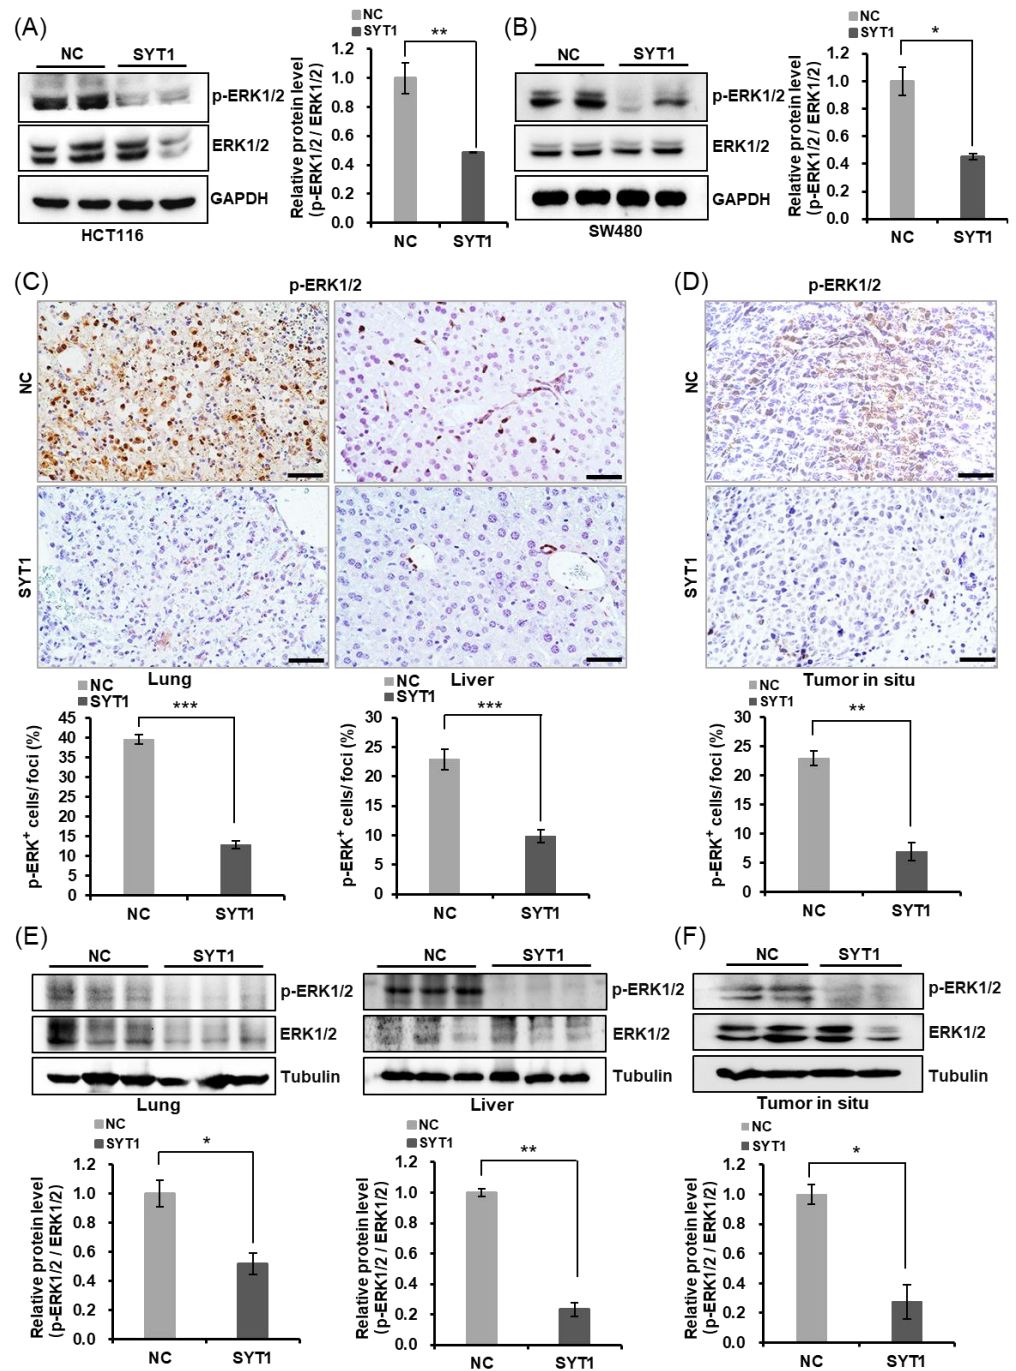 (A)
NC SYT1
p-ERK1/2
ERK1/2
GAPDH
HCT116
NC
SYT1
**
Relative protein level
(p-ERK1/2 / ERK1/2)
1.2
1.0
0.8
0.6
0.4
0.2
0.0
NC SYT1
(B)
NC SYT1
p-ERK1/2
ERK1/2
GAPDH
SW480
NC
SYT1
*
Relative protein level
(p-ERK1/2 / ERK1/2)
1.2
1.0
0.8
0.6
0.4
0.2
0.0
NC SYT1
(C)
p-ERK1/2
NC
SYT1
Lung
Liver
NC
SYT1
***
p-ERK+ cells/ foci (%)
45
40
35
30
25
20
15
10
5
0
NC SYT1
NC
SYT1
***
p-ERK+ cells/ foci (%)
30
25
20
15
10
5
0
NC SYT1
(D)
p-ERK1/2
NC
SYT1
Tumor in situ
NC
SYT1
**
p-ERK+ cells/ foci (%)
30
25
20
15
10
5
0
NC SYT1
(E)
NC SYT1
p-ERK1/2
ERK1/2
Tubulin
Lung
NC
SYT1
*
Relative protein level
(p-ERK1/2 / ERK1/2)
1.2
1.0
0.8
0.6
0.4
0.2
0.0
NC SYT1
NC SYT1
p-ERK1/2
ERK1/2
Tubulin
Liver
NC
SYT1
**
Relative protein level
(p-ERK1/2 / ERK1/2)
1.2
1.0
0.8
0.6
0.4
0.2
0.0
NC SYT1
(F)
NC SYT1
p-ERK1/2
ERK1/2
Tubulin
Tumor in situ
NC
SYT1
*
Relative protein level
(p-ERK1/2 / ERK1/2)
1.2
1.0
0.8
0.6
0.4
0.2
0.0
NC SYT1